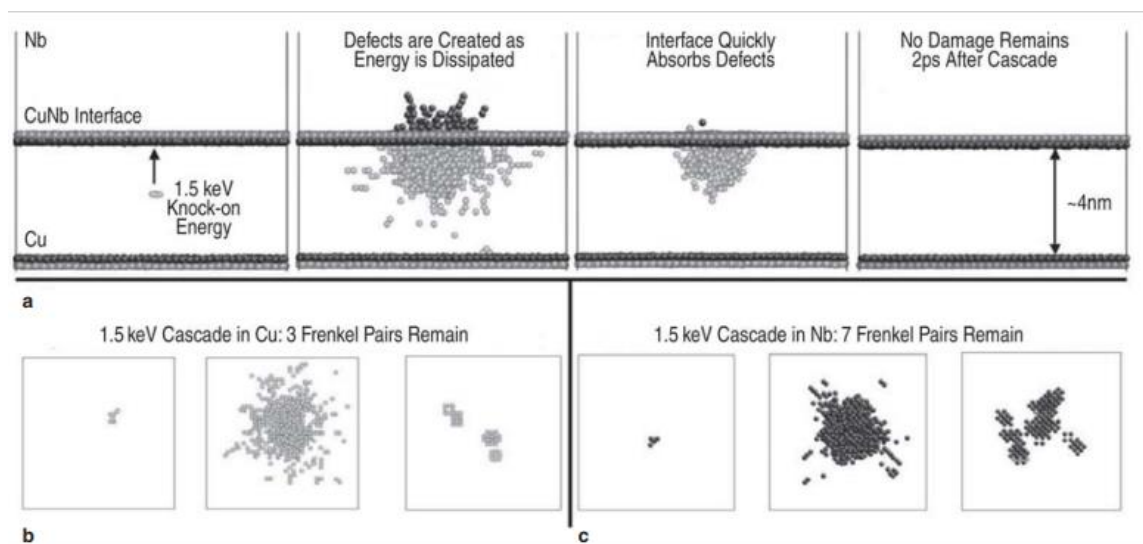 Nb
Defects are Created as
Energy is Dissipated
Interface Quickly
Absorbs Defects
No Damage Remains
2ps After Cascade
CuNb Interface
1.5 keV
Knock-on
Energy
Cu
~4nm
a
1.5 keV Cascade in Cu: 3 Frenkel Pairs Remain
b
1.5 keV Cascade in Nb: 7 Frenkel Pairs Remain
c